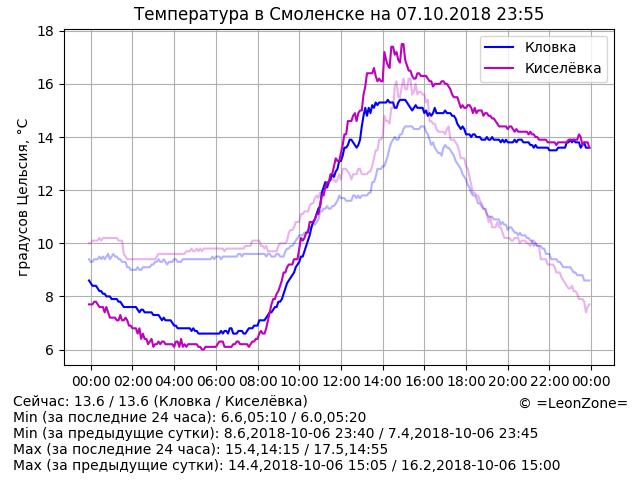 Температура в Смоленске на 07.10.2018 23:55
18
16
14
12
10
8
6
градусов Цельсия, °C
Кловка
Киселёвка
00:00 02:00 04:00 06:00 08:00 10:00 12:00 14:00 16:00 18:00 20:00 22:00 00:00
Сейчас: 13.6 / 13.6 (Кловка / Киселёвка)
© =LeonZone=
Min (за последние 24 часа): 6.6,05:10 / 6.0,05:20
Min (за предыдущие сутки): 8.6,2018-10-06 23:40 / 7.4,2018-10-06 23:45
Max (за последние 24 часа): 15.4,14:15 / 17.5,14:55
Max (за предыдущие сутки): 14.4,2018-10-06 15:05 / 16.2,2018-10-06 15:00